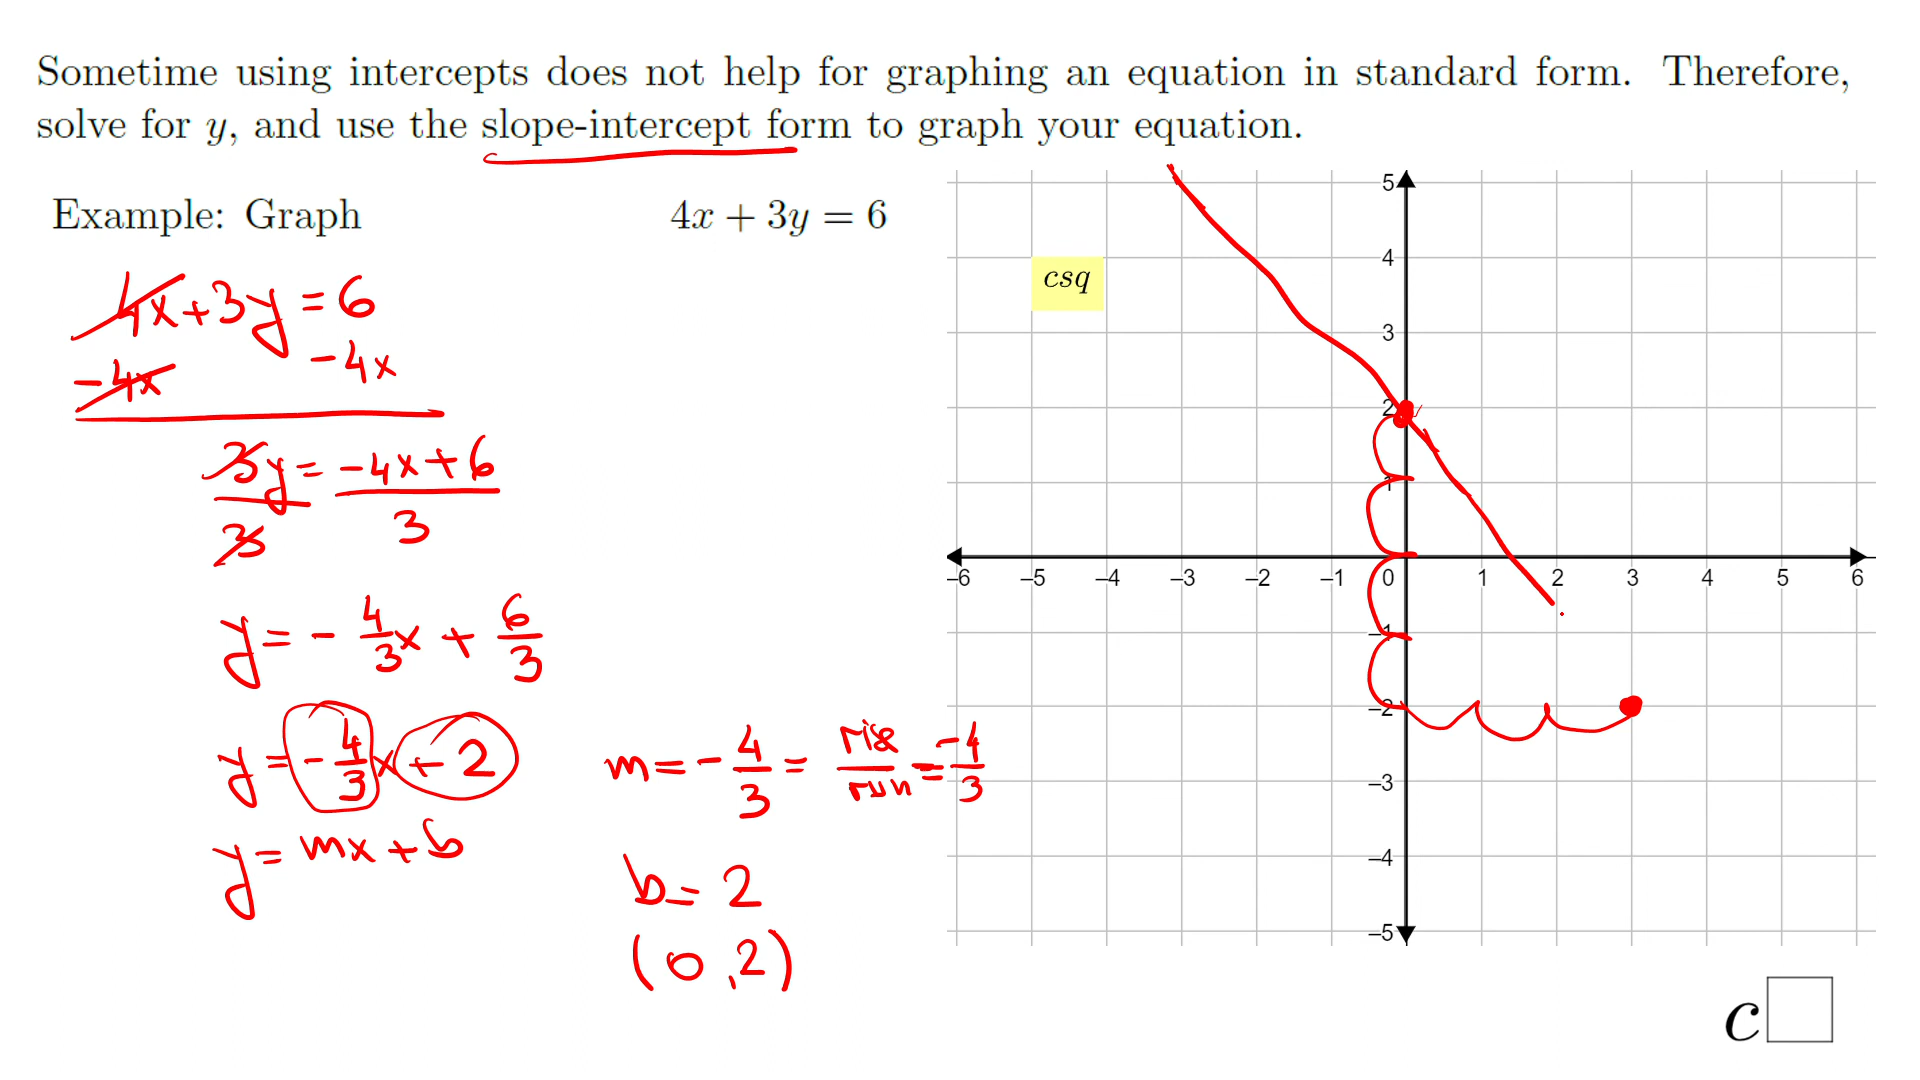 Sometime using intercepts does not help for graphing an equation in standard form. Therefore,
solve for y, and use the slope-intercept form to graph your equation.
Example: Graph 4x + 3y = 6
csq
4x+3y=6
-4x -4x
3y = -4x+6
3 3
y = - 4/3 x + 6/3
y = - 4/3 x + 2
m = - 4/3 = rise/run = -4/3
y = mx + b
b = 2
(0,2)
5
4
3
2
1
–6 –5 –4 –3 –2 –1 0 1 2 3 4 5 6
–1
–2
–3
–4
–5
c